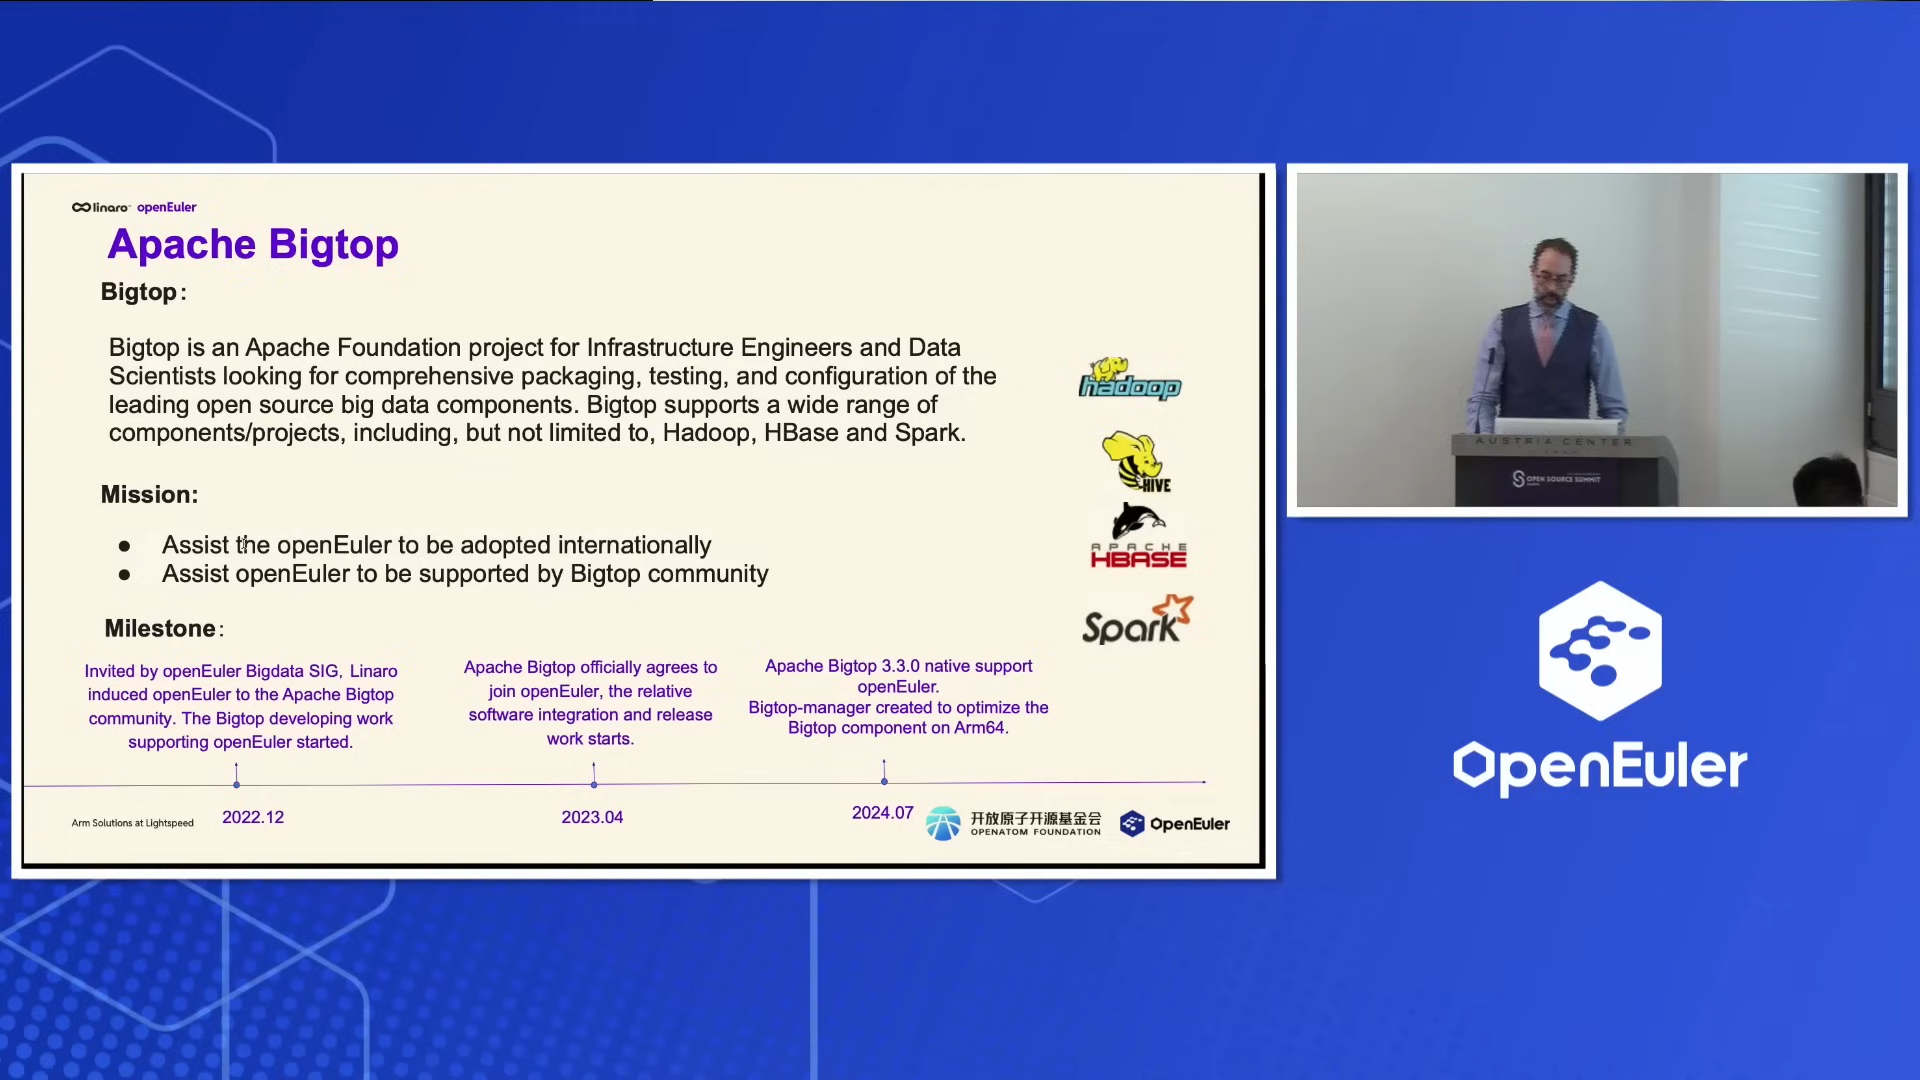 linaro openEuler
Apache Bigtop
Bigtop:
Bigtop is an Apache Foundation project for Infrastructure Engineers and Data
Scientists looking for comprehensive packaging, testing, and configuration of the
leading open source big data components. Bigtop supports a wide range of
components/projects, including, but not limited to, Hadoop, HBase and Spark.
hadoop
HIVE
APACHE
HBASE
Spark
Mission:
● Assist the openEuler to be adopted internationally
● Assist openEuler to be supported by Bigtop community
Milestone:
Invited by openEuler Bigdata SIG, Linaro
induced openEuler to the Apache Bigtop
community. The Bigtop developing work
supporting openEuler started.
Apache Bigtop officially agrees to
join openEuler, the relative
software integration and release
work starts.
Apache Bigtop 3.3.0 native support
openEuler.
Bigtop-manager created to optimize the
Bigtop component on Arm64.
2022.12
2023.04
2024.07
Arm Solutions at Lightspeed
开放原子开源基金会
OPENATOM FOUNDATION
OpenEuler
AUSTRIA CENTER
OPEN SOURCE SUMMIT
OpenEuler